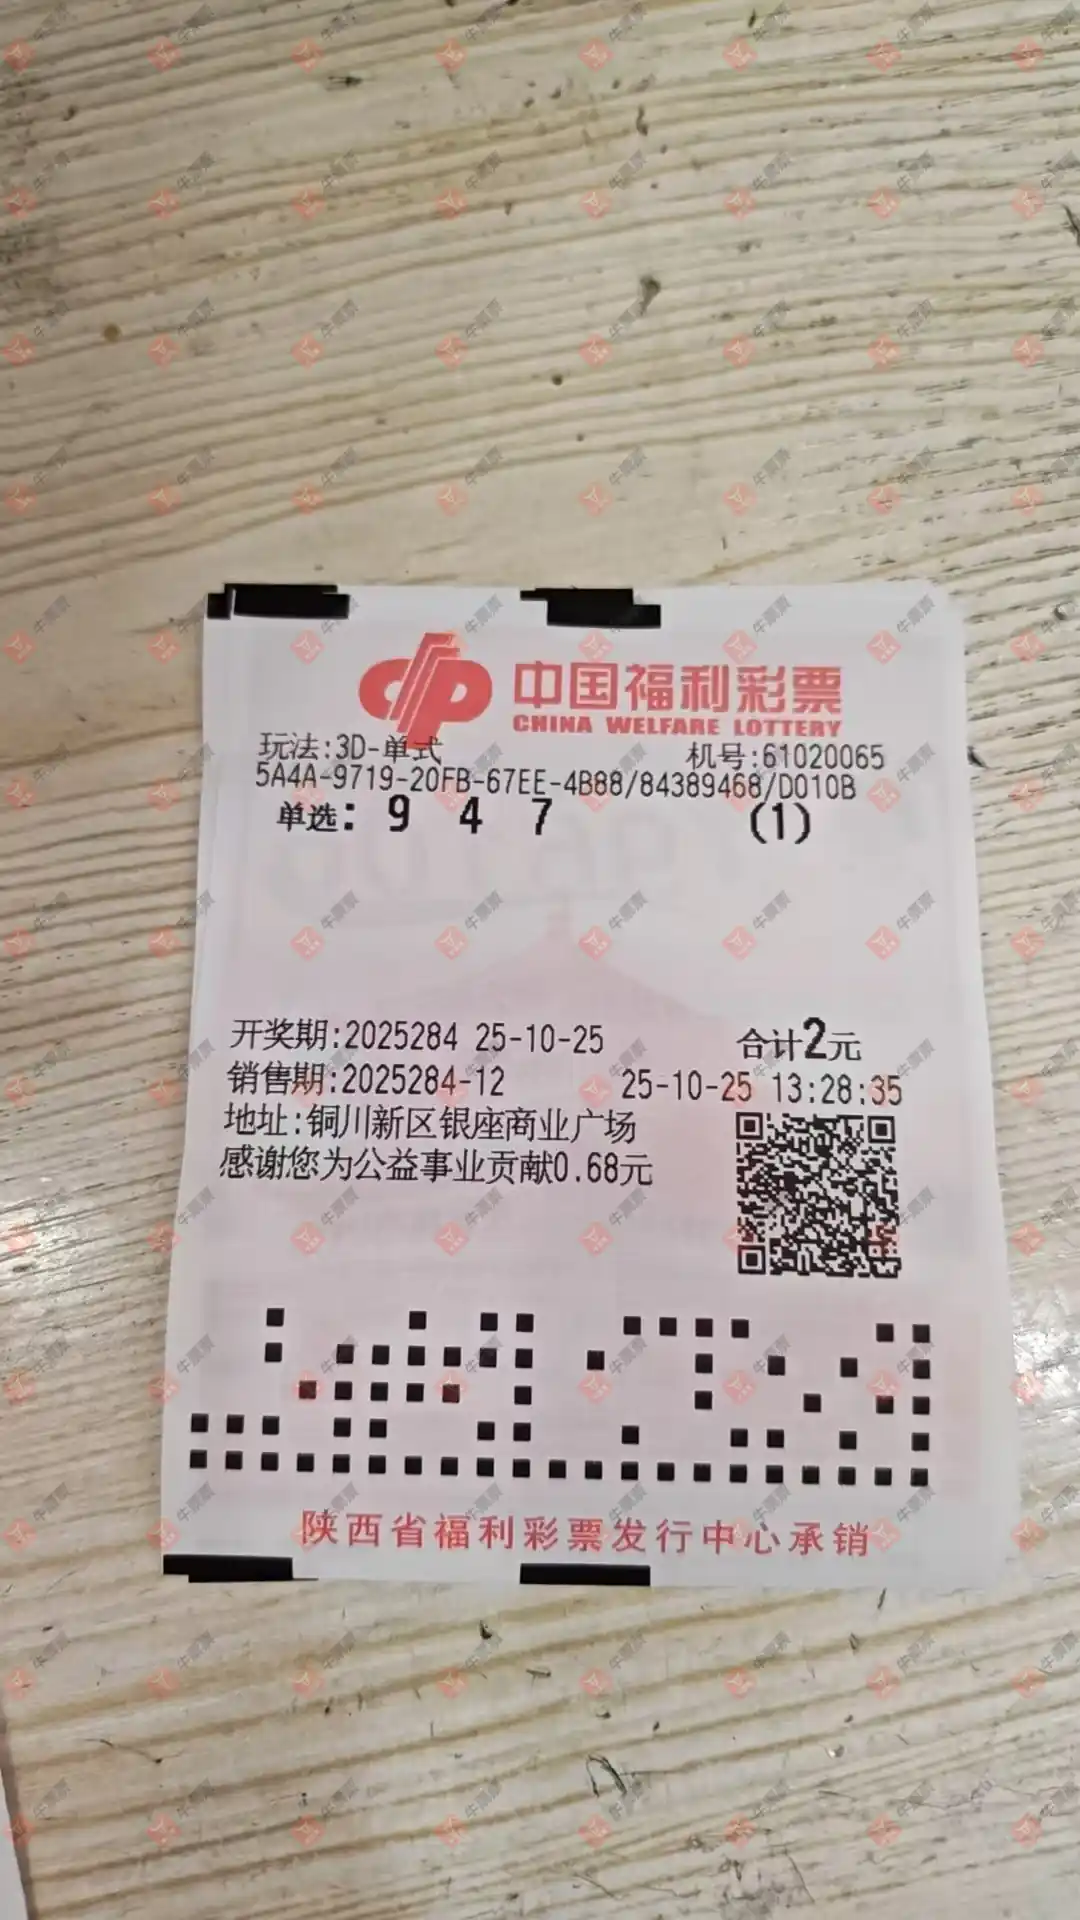 中国福利彩票
CHINA WELFARE LOTTERY
玩法:3D-单式 机号:61020065
5A4A-9719-20FB-67EE-4B88/84389468/D010B
单选: 9 4 7 (1)
开奖期:2025284 25-10-25 合计2元
销售期:2025284-12 25-10-25 13:28:35
地址:铜川新区银座商业广场
感谢您为公益事业贡献0.68元
陕西省福利彩票发行中心承销
牛票票